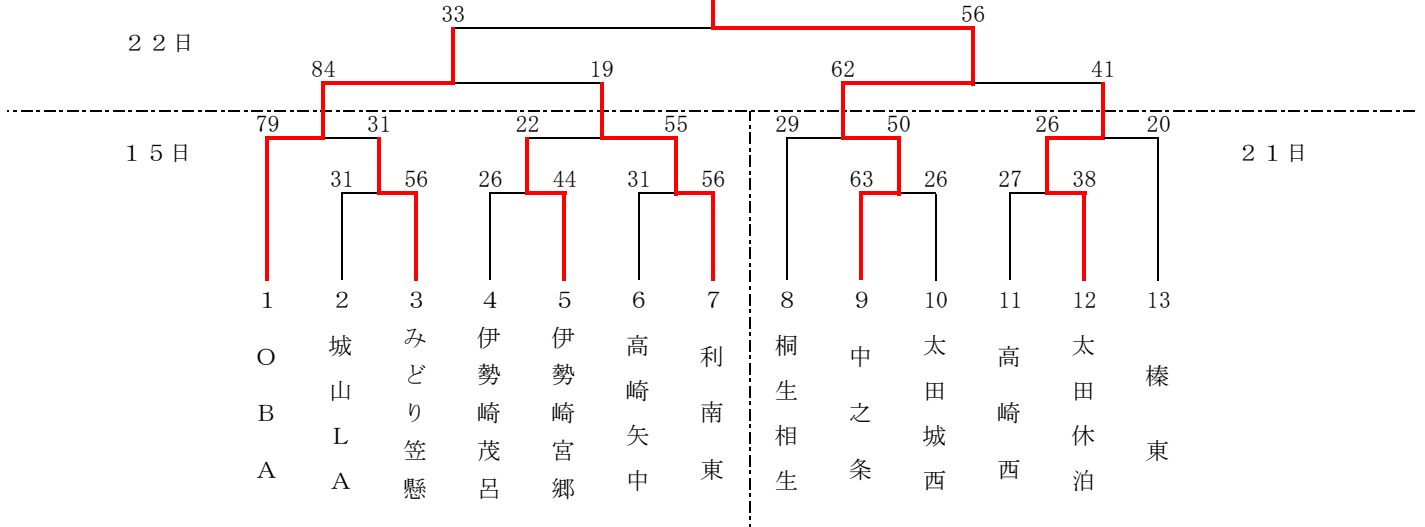 33 56
２２日
84 19 62 41
79 31 22 55 29 50 26 20
１５日 ２１日
31 56 26 44 31 56 63 26 27 38
1 2 3 4 5 6 7 8 9 10 11 12 13
ＯＢＡ
城山ＬＡ
みどり笠懸
伊勢崎茂呂
伊勢崎宮郷
高崎矢中
利南東
桐生相生
中之条
太田城西
高崎西
太田休泊
榛東